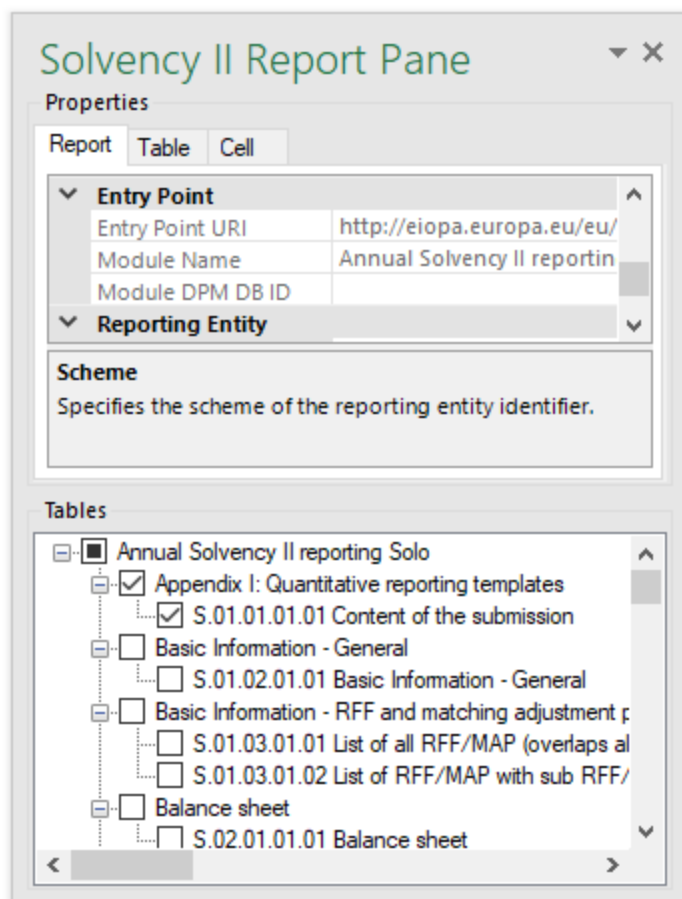 Solvency II Report Pane
Properties
Report Table Cell
Entry Point
Entry Point URI http://eiopa.europa.eu/eu/
Module Name Annual Solvency II reportin
Module DPM DB ID
Reporting Entity
Scheme
Specifies the scheme of the reporting entity identifier.
Tables
Annual Solvency II reporting Solo
Appendix I: Quantitative reporting templates
S.01.01.01.01 Content of the submission
Basic Information - General
S.01.02.01.01 Basic Information - General
Basic Information - RFF and matching adjustment p
S.01.03.01.01 List of all RFF/MAP (overlaps al
S.01.03.01.02 List of RFF/MAP with sub RFF/
Balance sheet
S.02.01.01.01 Balance sheet